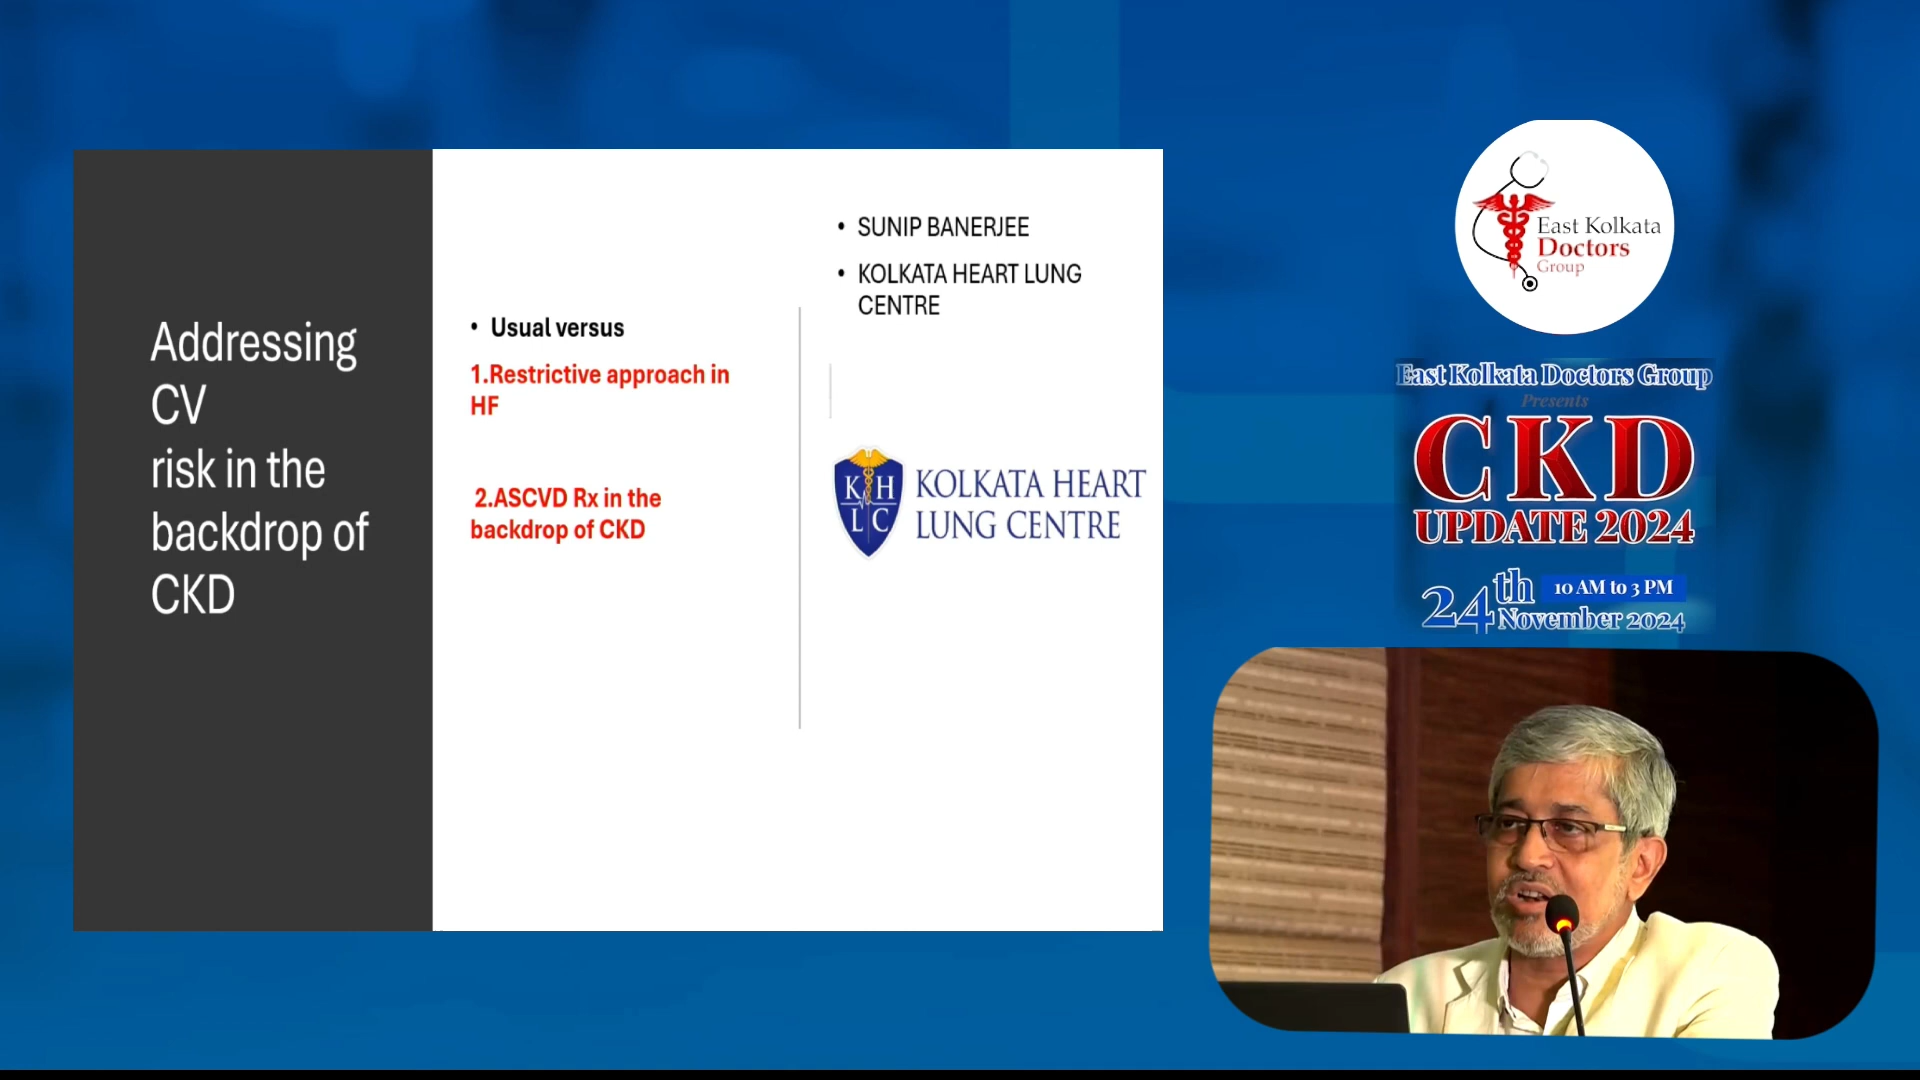 Addressing
CV
risk in the
backdrop of
CKD
• Usual versus
1.Restrictive approach in
HF
2.ASCVD Rx in the
backdrop of CKD
• SUNIP BANERJEE
• KOLKATA HEART LUNG
CENTRE
K H
L C
KOLKATA HEART
LUNG CENTRE
East Kolkata
Doctors
Group
East Kolkata Doctors Group
Presents
CKD
UPDATE 2024
24th
10 AM to 3 PM
November 2024